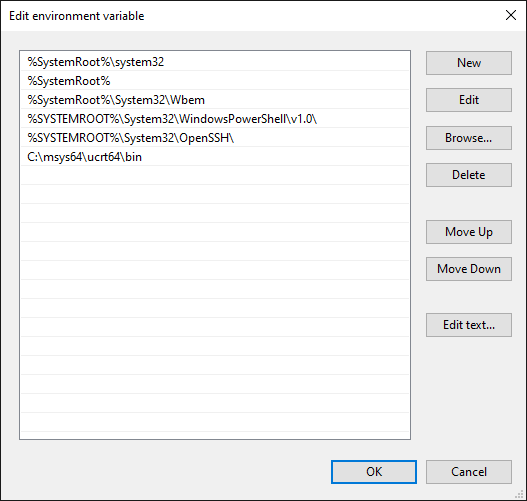 Edit environment variable
%SystemRoot%\system32
%SystemRoot%
%SystemRoot%\System32\Wbem
%SYSTEMROOT%\System32\WindowsPowerShell\v1.0\
%SYSTEMROOT%\System32\OpenSSH\
C:\msys64\ucrt64\bin
New
Edit
Browse...
Delete
Move Up
Move Down
Edit text...
OK
Cancel